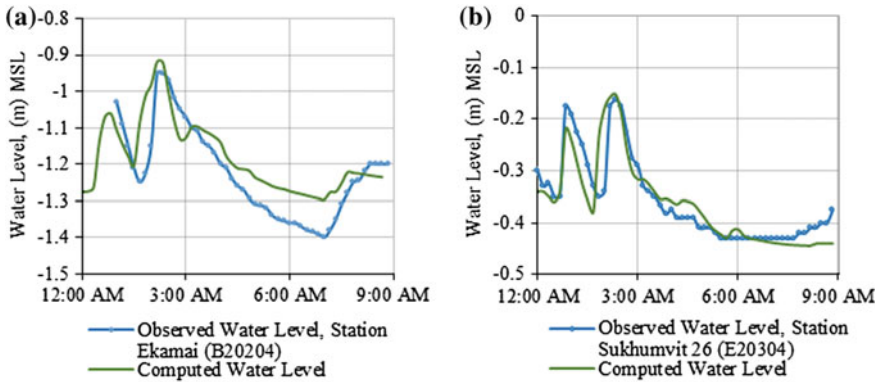 (a)
Water Level, (m) MSL
-0.8
-0.9
-1
-1.1
-1.2
-1.3
-1.4
-1.5
12:00 AM 3:00 AM 6:00 AM 9:00 AM
Observed Water Level, Station
Ekamai (B20204)
Computed Water Level
(b)
Water Level, (m) MSL
0
-0.1
-0.2
-0.3
-0.4
-0.5
12:00 AM 3:00 AM 6:00 AM 9:00 AM
Observed Water Level, Station
Sukhumvit 26 (E20304)
Computed Water Level